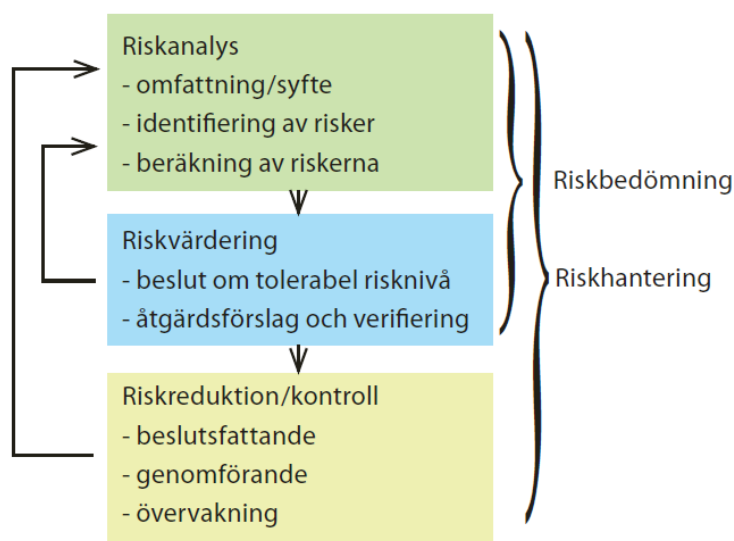 Riskanalys
- omfattning/syfte
- identifiering av risker
- beräkning av riskerna
Riskvärdering
- beslut om tolerabel risknivå
- åtgärdsförslag och verifiering
Riskreduktion/kontroll
- beslutsfattande
- genomförande
- övervakning
Riskbedömning
Riskhantering